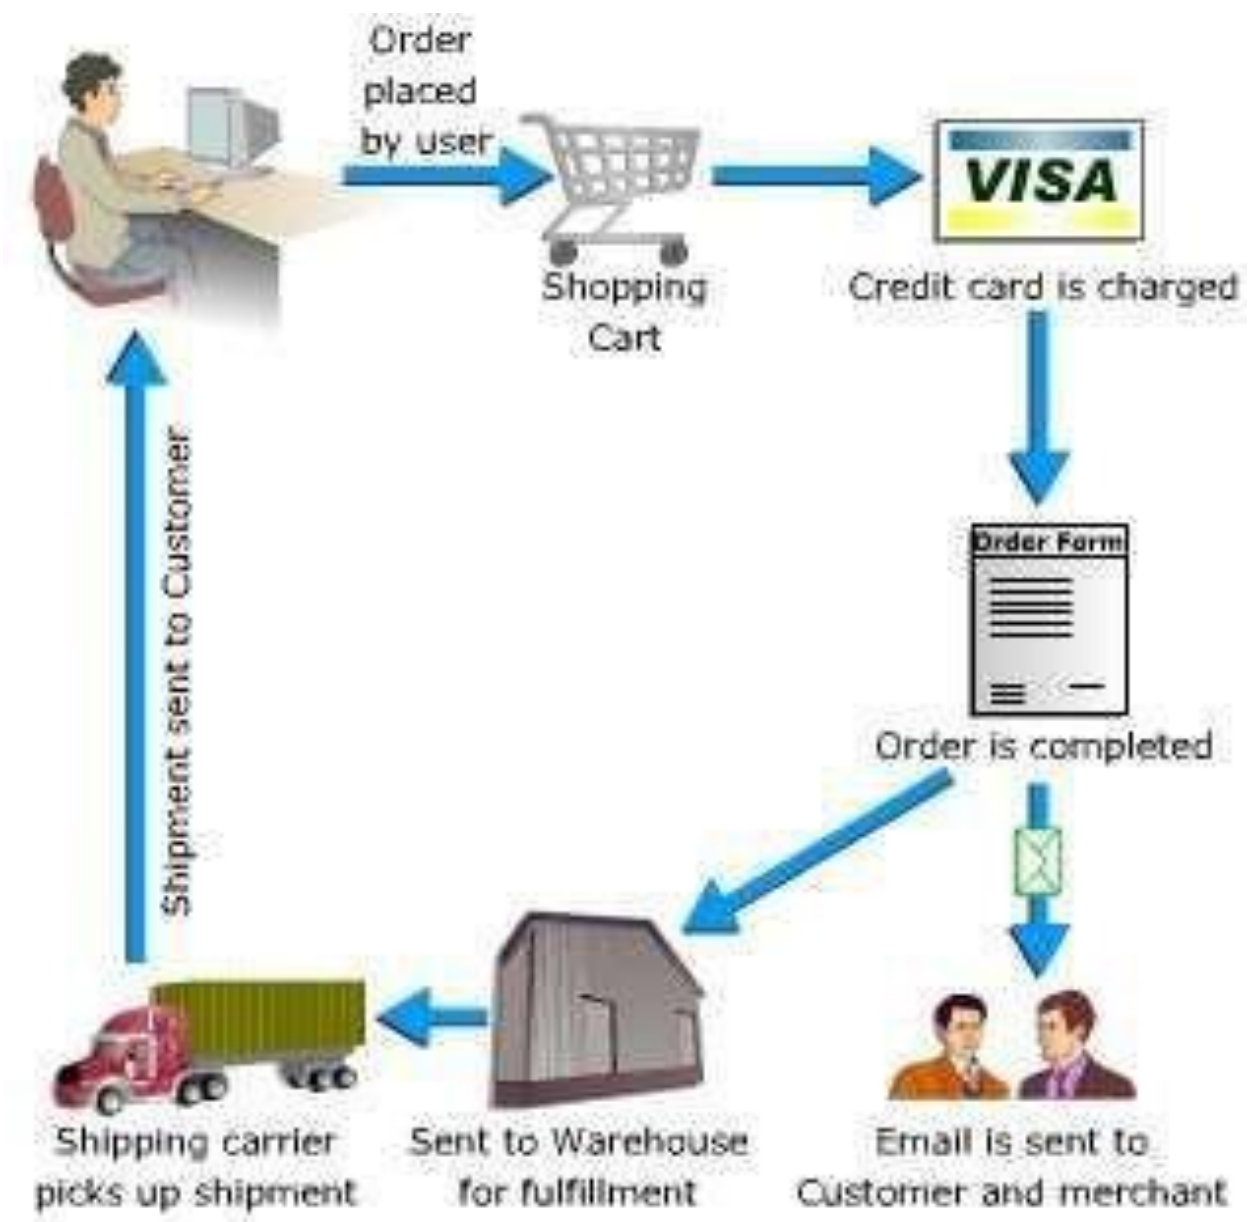 Order
placed
by user
Shopping
Cart
VISA
Credit card is charged
Order Form
Order is completed
Email is sent to
Customer and merchant
Sent to Warehouse
for fulfillment
Shipping carrier
picks up shipment
Shipment sent to Customer